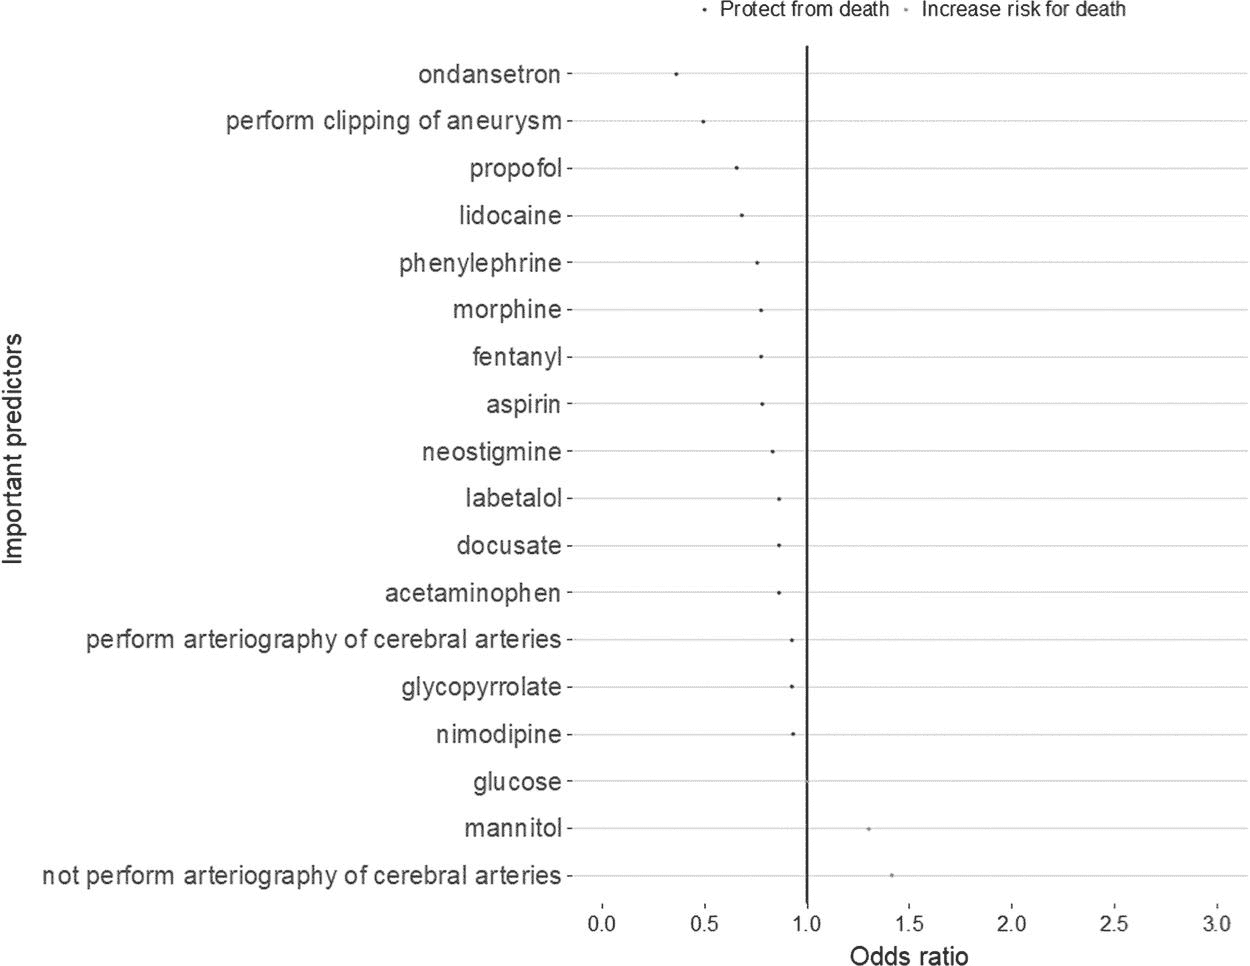 Protect from death Increase risk for death
ondansetron
perform clipping of aneurysm
propofol
lidocaine
phenylephrine
morphine
fentanyl
aspirin
neostigmine
labetalol
docusate
acetaminophen
perform arteriography of cerebral arteries
glycopyrrolate
nimodipine
glucose
mannitol
not perform arteriography of cerebral arteries
Important predictors
0.0 0.5 1.0 1.5 2.0 2.5 3.0
Odds ratio